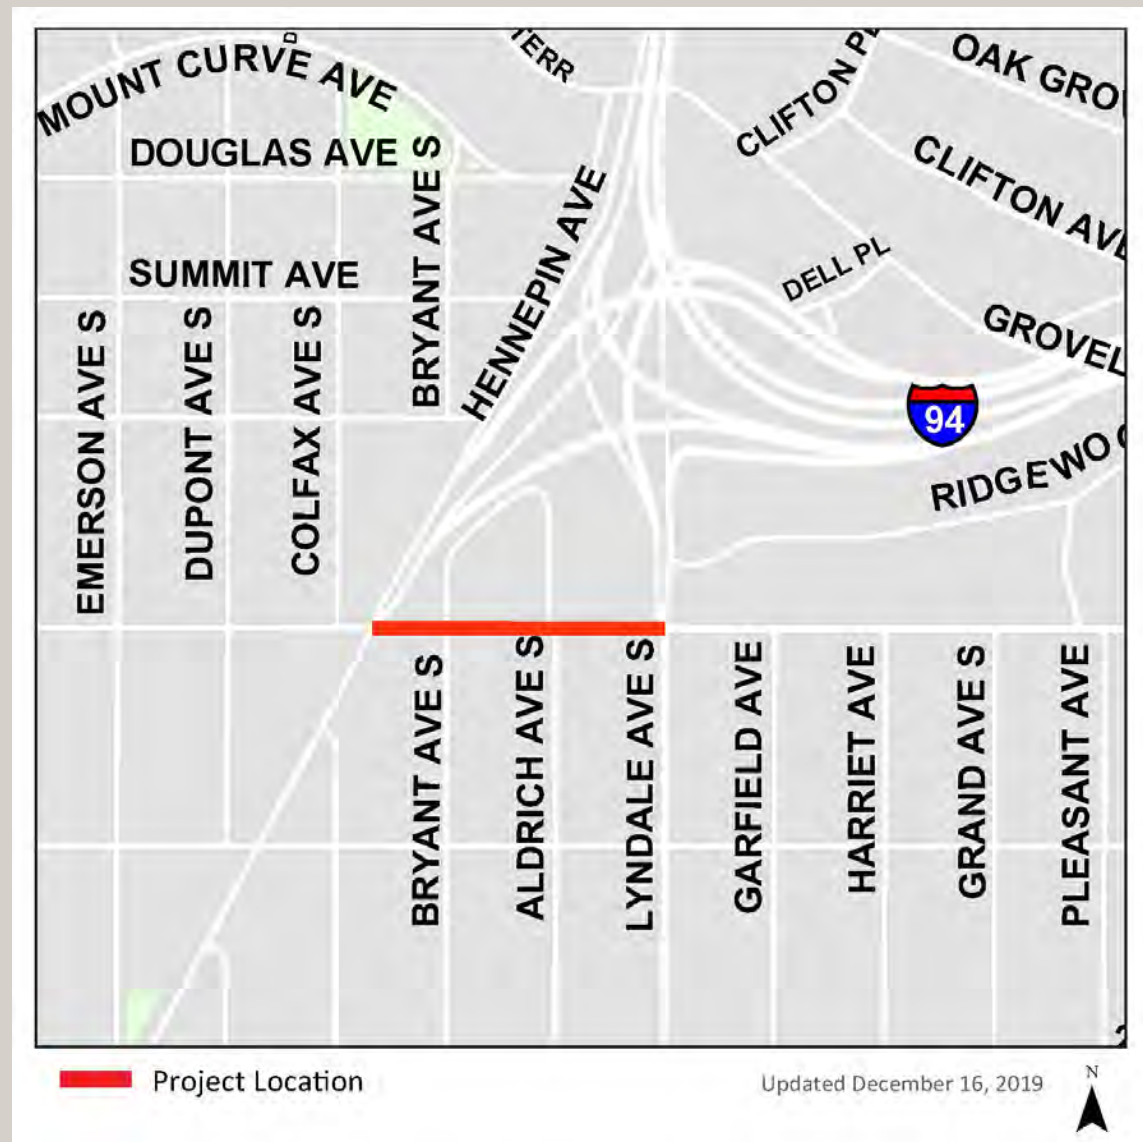 MOUNT CURVE AVE
TERR
CLIFTON PL
OAK GRO
DOUGLAS AVE
BRYANT AVE S
HENNEPIN AVE
CLIFTON AVE
SUMMIT AVE
DELL PL
GROVEL
EMERSON AVE S
DUPONT AVE S
COLFAX AVE S
94
RIDGEWO
BRYANT AVE S
ALDRICH AVE S
LYNDALE AVE S
GARFIELD AVE
HARRIET AVE
GRAND AVE S
PLEASANT AVE
Project Location
Updated December 16, 2019
N